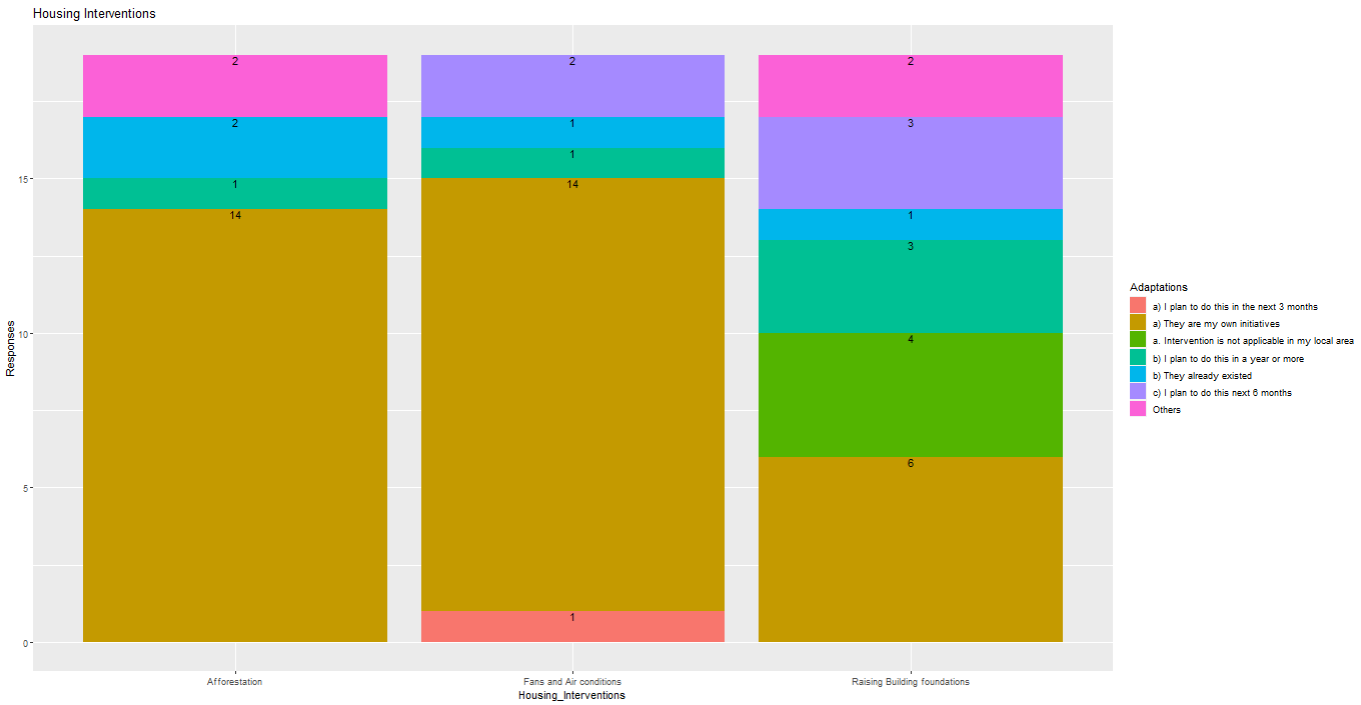 Housing Interventions
Responses
15
10
5
0
2
2
1
14
2
1
1
14
1
2
3
1
3
4
6
Afforestation
Fans and Air conditions
Raising Building foundations
Housing_Interventions
Adaptations
a) I plan to do this in the next 3 months
a) They are my own initiatives
a. Intervention is not applicable in my local area
b) I plan to do this in a year or more
b) They already existed
c) I plan to do this next 6 months
Others